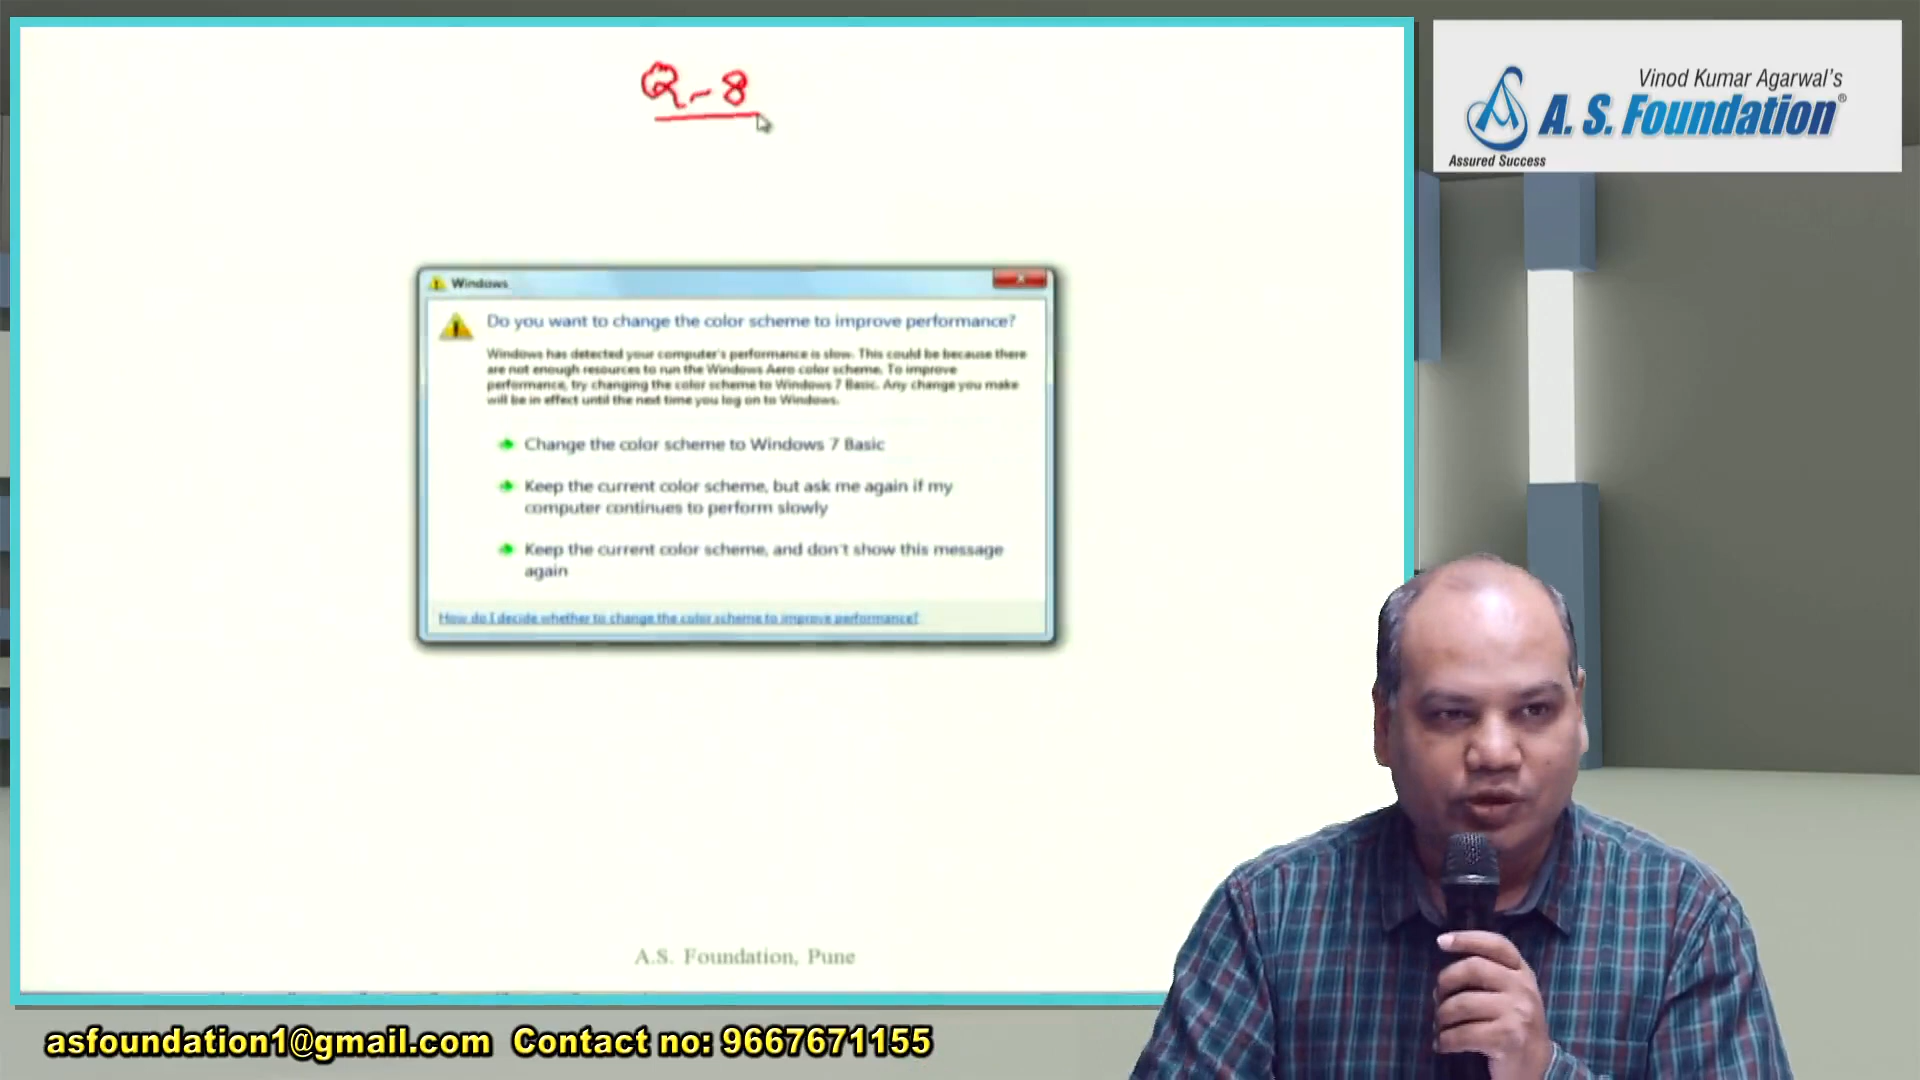 Q-8
Vinod Kumar Agarwal's
A. S. Foundation®
Assured Success
Windows
Do you want to change the color scheme to improve performance?
Windows has detected your computer's performance is slow. This could be because there
are not enough resources to run the Windows Aero color scheme. To improve
performance, try changing the color scheme to Windows 7 Basic. Any change you make
will be in effect until the next time you log on to Windows.
Change the color scheme to Windows 7 Basic
Keep the current color scheme, but ask me again if my
computer continues to perform slowly
Keep the current color scheme, and don't show this message
again
How do I decide whether to change the color scheme to improve performance?
A.S. Foundation, Pune
asfoundation1@gmail.com Contact no: 9667671155